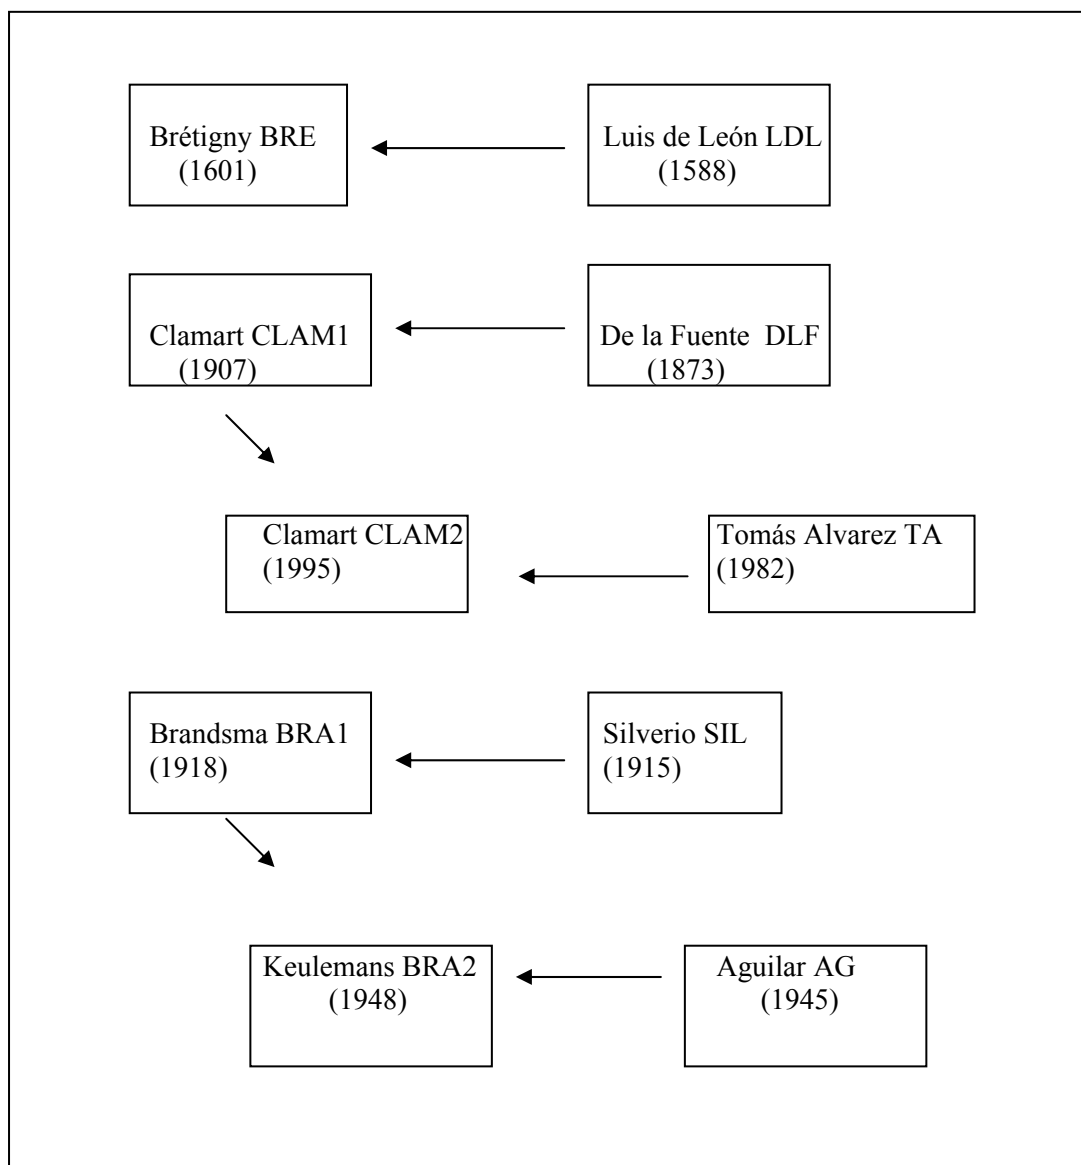 Brétigny BRE
(1601)
Luis de León LDL
(1588)
Clamart CLAM1
(1907)
De la Fuente DLF
(1873)
Clamart CLAM2
(1995)
Tomás Alvarez TA
(1982)
Brandsma BRA1
(1918)
Silverio SIL
(1915)
Keulemans BRA2
(1948)
Aguilar AG
(1945)